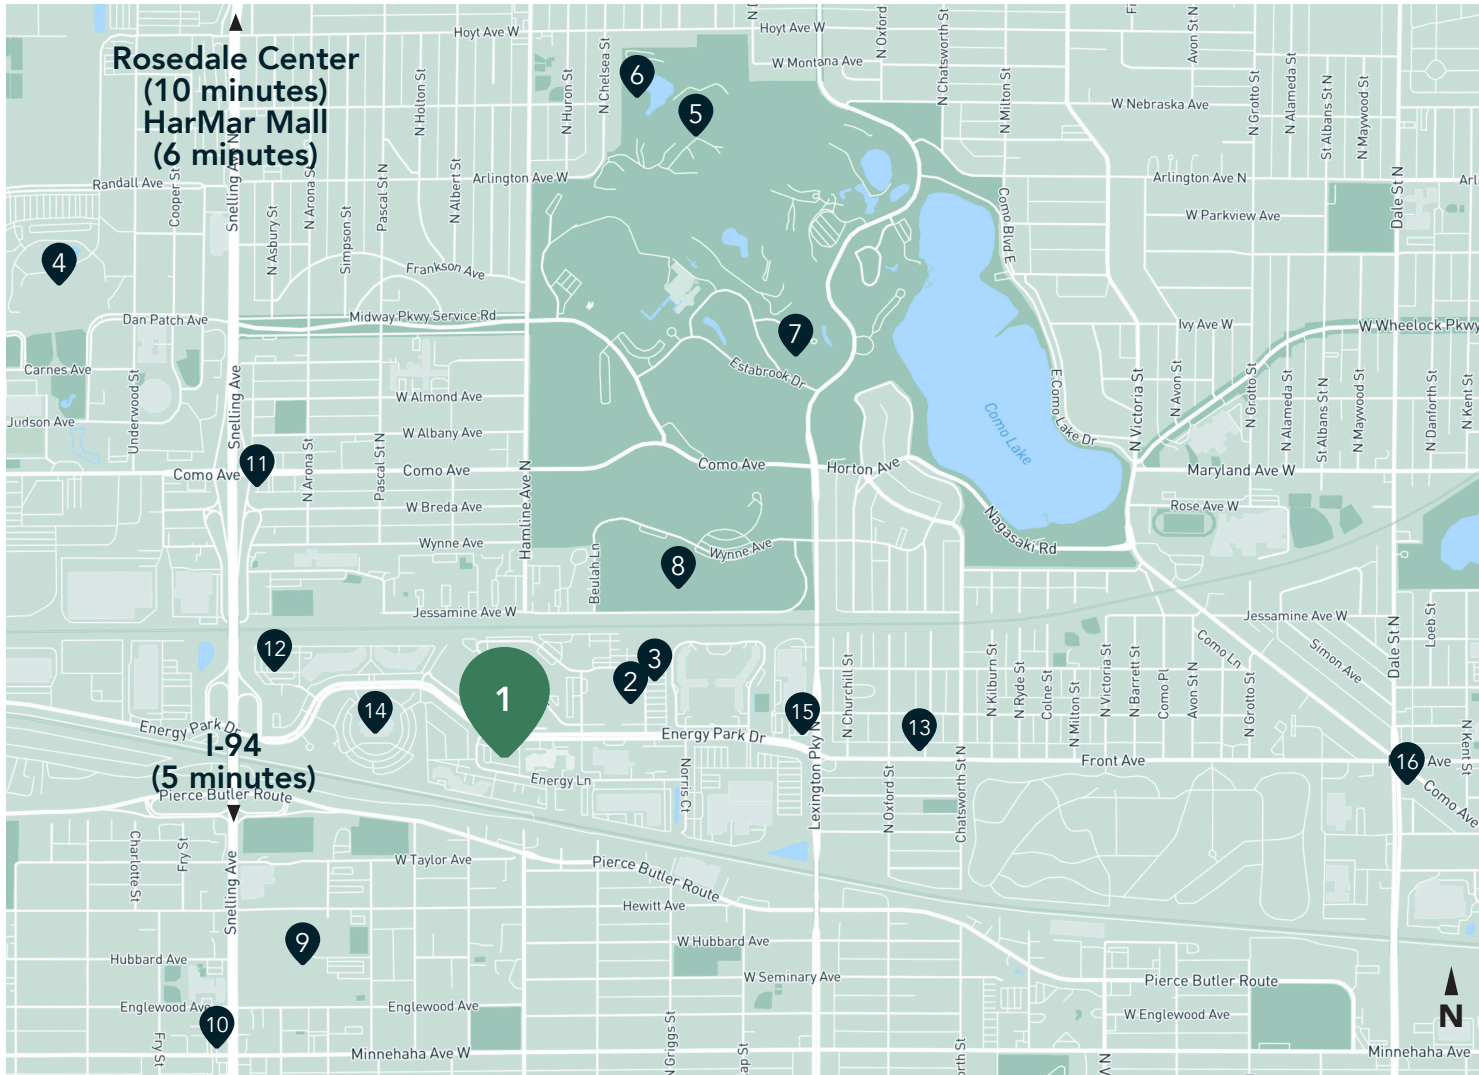 Hoyt Ave W
Hoyt Ave W
Rosedale Center
(10 minutes)
HarMar Mall
(6 minutes)
N Oxford
Avon St N
N Chatsworth St
W Montana Ave
N Chelsea St
N Huron St
N Holton St
N Milton St
W Nebraska Ave
N Grotto St
N Alameda St
St Albans St N
N Maywood St
6
5
Snelling Ave N
Randall Ave
Cooper St
N Arona St
Pascal St N
N Albert St
Arlington Ave W
Arlington Ave N
Dale St N
N Asbury St
Simpson St
Como Blvd E
W Parkview Ave
4
Frankson Ave
Dan Patch Ave
Midway Pkwy Service Rd
7
Ivy Ave W
W Wheelock Pkwy
Carnes Ave
Underwood St
Snelling Ave
W Almond Ave
Estabrook Dr
E Como Lake Dr
N Victoria St
N Avon St
N Grotto St
N Alameda St
St Albans St N
N Maywood St
N Danforth St
N Kent St
Judson Ave
W Albany Ave
Como Lake
11
Como Ave
N Arona St
Pascal St N
Como Ave
Hamline Ave N
Como Ave
Horton Ave
Maryland Ave W
W Breda Ave
Rose Ave W
Nagasaki Rd
Wynne Ave
Wynne Ave
Beulah Ln
8
Jessamine Ave W
Jessamine Ave W
Loeb St
12
3
2
Como Ln
Simon Ave
Dale St N
N Churchill St
N Kilburn St
N Ryde St
Colne St
N Milton St
N Victoria St
N Barrett St
Como Pl
Avon St N
N Grotto St
1
14
15
13
Energy Park Dr
Energy Park Dr
Lexington Pky N
Front Ave
16
Ave
N Kent St
I-94
(5 minutes)
Pierce Butler Route
Energy Ln
Norris Ct
N Oxford St
Chatsworth St N
Como Ave
Charlotte St
Fry St
Snelling Ave
W Taylor Ave
Pierce Butler Route
Hewitt Ave
9
Hubbard Ave
W Hubbard Ave
W Seminary Ave
Pierce Butler Route
Englewood Ave
Englewood Ave
W Englewood Ave
N
10
Fry St
Minnehaha Ave W
N Griggs St
Minnehaha Ave